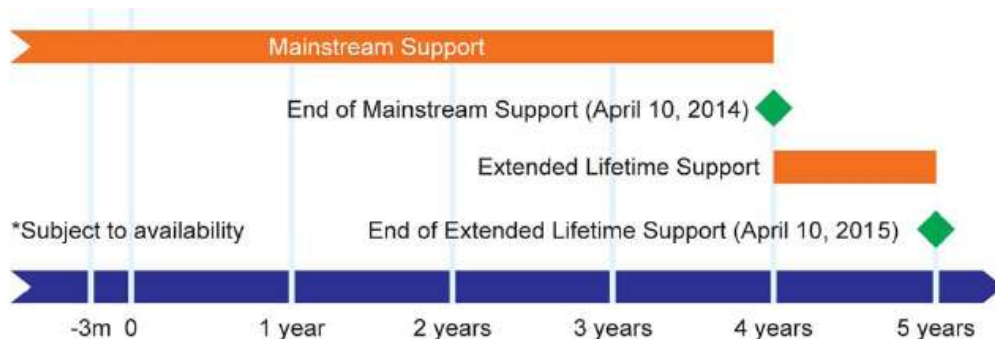 Mainstream Support
End of Mainstream Support (April 10, 2014)
Extended Lifetime Support
*Subject to availability
End of Extended Lifetime Support (April 10, 2015)
-3m 0 1 year 2 years 3 years 4 years 5 years